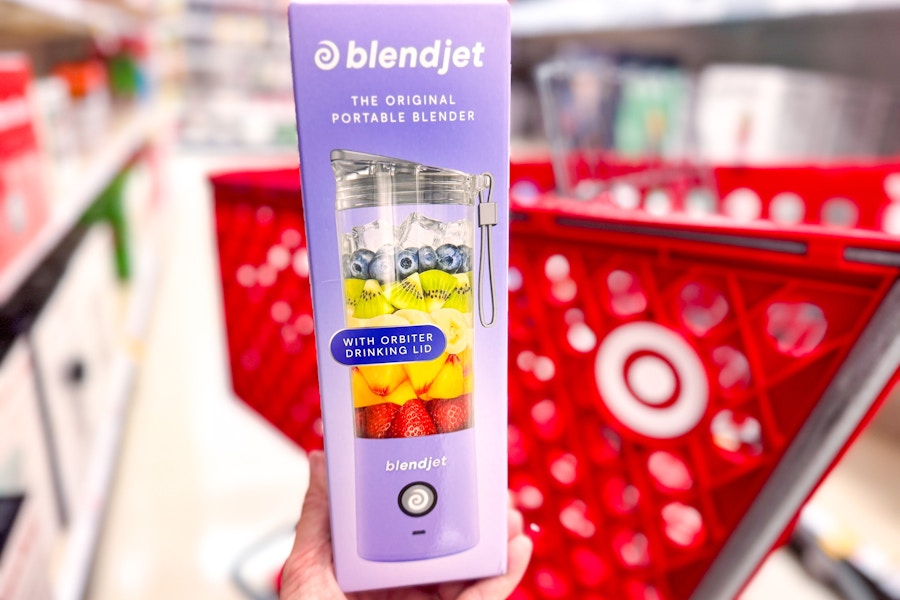 blendjet
THE ORIGINAL
PORTABLE BLENDER
WITH ORBITER
DRINKING LID
blendjet